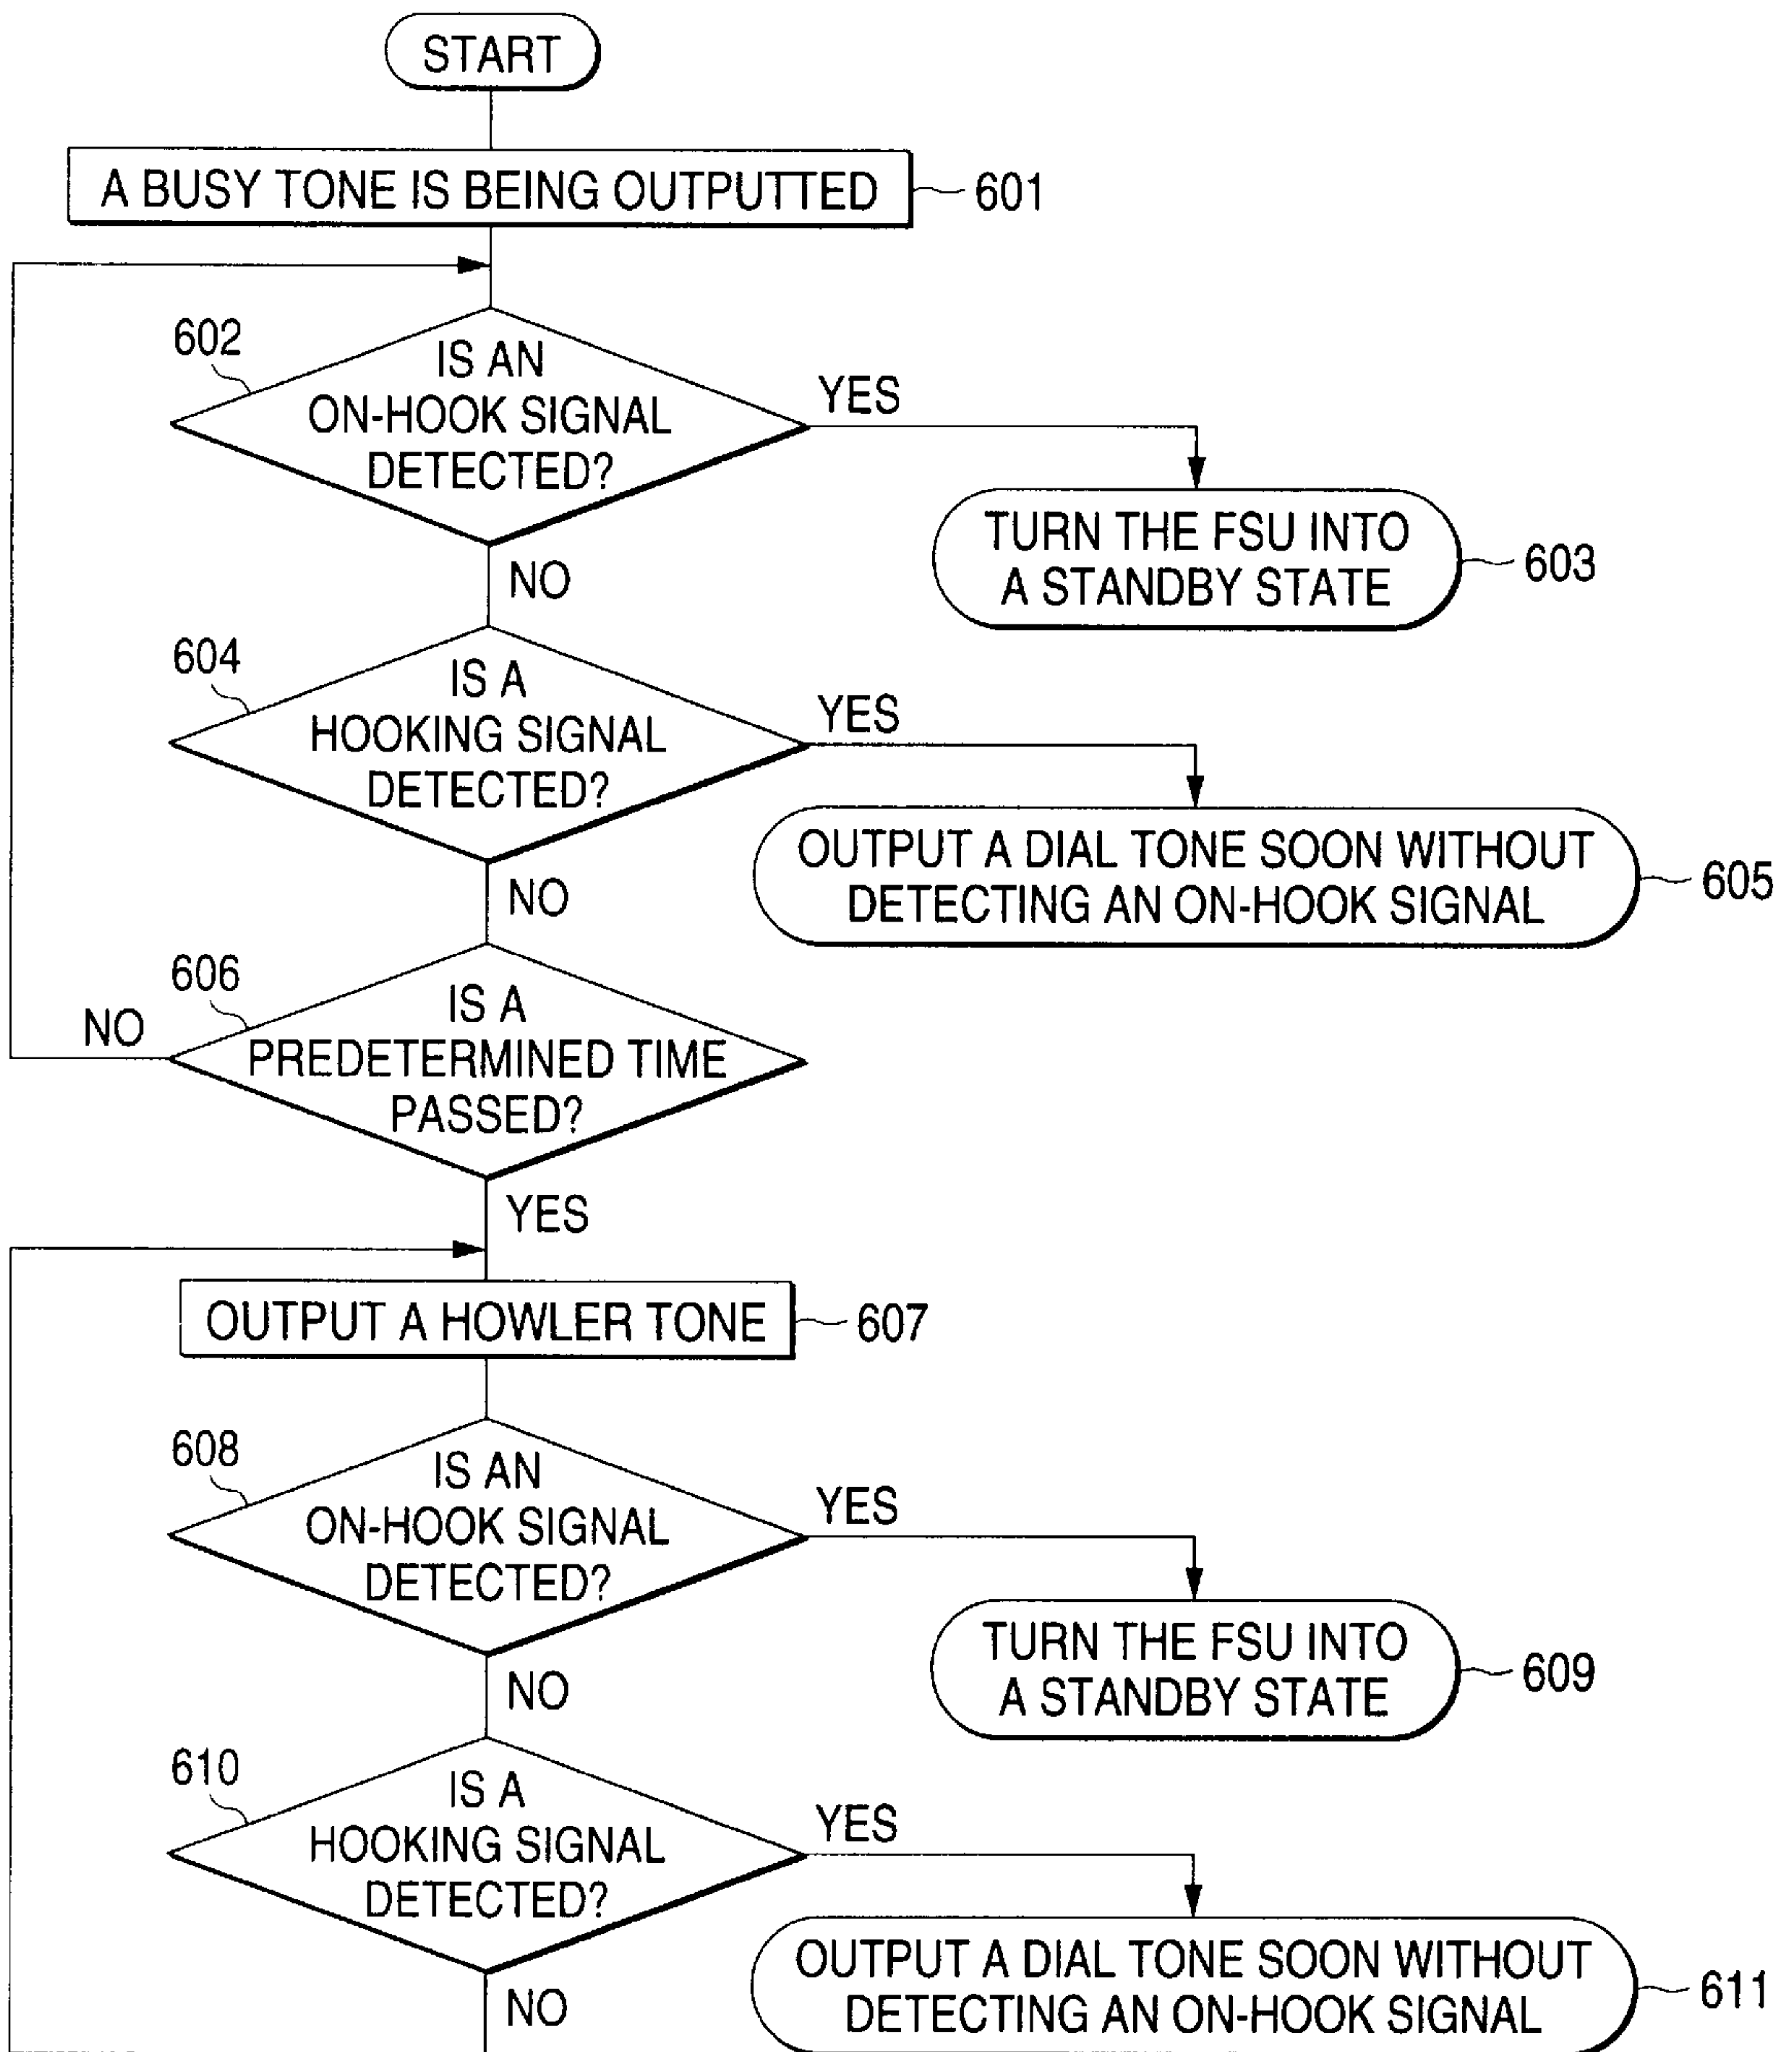 START
A BUSY TONE IS BEING OUTPUTTED
601
602
IS AN
ON-HOOK SIGNAL
DETECTED?
YES
TURN THE FSU INTO
A STANDBY STATE
603
NO
604
IS A
HOOKING SIGNAL
DETECTED?
YES
OUTPUT A DIAL TONE SOON WITHOUT
DETECTING AN ON-HOOK SIGNAL
605
NO
606
IS A
PREDETERMINED TIME
PASSED?
NO
YES
OUTPUT A HOWLER TONE
607
608
IS AN
ON-HOOK SIGNAL
DETECTED?
YES
TURN THE FSU INTO
A STANDBY STATE
609
NO
610
IS A
HOOKING SIGNAL
DETECTED?
YES
OUTPUT A DIAL TONE SOON WITHOUT
DETECTING AN ON-HOOK SIGNAL
611
NO